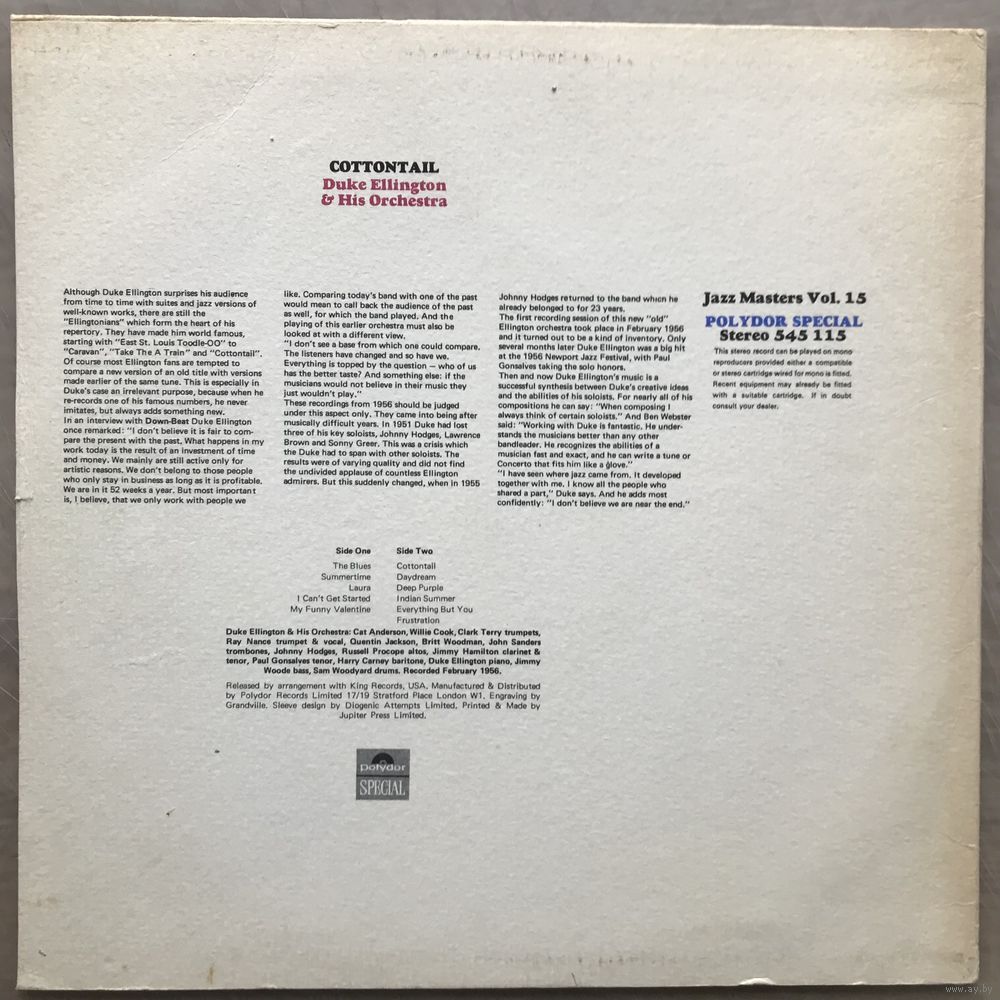 COTTONTAIL
Duke Ellington
& His Orchestra
Although Duke Ellington surprises his audience
from time to time with suites and jazz versions of
well-known works, there are still the
"Ellingtonians" which form the heart of his
repertory. They have made him world famous,
starting with "East St. Louis Toodle-OO" to
"Caravan", "Take The A Train" and "Cottontail".
Of course most Ellington fans are tempted to
compare a new version of an old title with versions
made earlier of the same tune. This is especially in
Duke's case an irrelevant purpose, because when he
re-records one of his famous numbers, he never
imitates, but always adds something new.
In an interview with Down-Beat Duke Ellington
once remarked: "I don't believe it is fair to com-
pare the present with the past. What happens in my
work today is the result of an investment of time
and money. We mainly are still active only for
artistic reasons. We don't belong to those people
who only stay in business as long as it is profitable.
We are in it 52 weeks a year. But most important
is, I believe, that we only work with people we
like. Comparing today's band with one of the past
would mean to call back the audience of the past
as well, for which the band played. And the
playing of this earlier orchestra must also be
looked at with a different view.
"I don't see a base from which one could compare.
The listeners have changed and so have we.
Everything is topped by the question – who of us
has the better taste? And something else: if the
musicians would not believe in their music they
just wouldn't play."
These recordings from 1956 should be judged
under this aspect only. They came into being after
musically difficult years. In 1951 Duke had lost
three of his key soloists, Johnny Hodges, Lawrence
Brown and Sonny Greer. This was a crisis which
the Duke had to span with other soloists. The
results were of varying quality and did not find
the undivided applause of countless Ellington
admirers. But this suddenly changed, when in 1955
Johnny Hodges returned to the band which he
already belonged to for 23 years.
The first recording session of this new "old"
Ellington orchestra took place in February 1956
and it turned out to be a kind of inventory. Only
several months later Duke Ellington was a big hit
at the 1956 Newport Jazz Festival, with Paul
Gonsalves taking the solo honors.
Then and now Duke Ellington's music is a
successful synthesis between Duke's creative ideas
and the abilities of his soloists. For nearly all of his
compositions he can say: "When composing I
always think of certain soloists." And Ben Webster
said: "Working with Duke is fantastic. He under-
stands the musicians better than any other
bandleader. He recognizes the abilities of a
musician fast and exact, and he can write a tune or
Concerto that fits him like a glove."
"I have seen where jazz came from. It developed
together with me. I know all the people who
shared a part," Duke says. And he adds most
confidently: "I don't believe we are near the end."
Jazz Masters Vol. 15
POLYDOR SPECIAL
Stereo 545 115
This stereo record can be played on mono
reproducers provided either a compatible
or stereo cartridge wired for mono is fitted.
Recent equipment may already be fitted
with a suitable cartridge. If in doubt
consult your dealer.
Side One
The Blues
Summertime
Laura
I Can't Get Started
My Funny Valentine
Side Two
Cottontail
Daydream
Deep Purple
Indian Summer
Everything But You
Frustration
Duke Ellington & His Orchestra: Cat Anderson, Willie Cook, Clark Terry trumpets,
Ray Nance trumpet & vocal, Quentin Jackson, Britt Woodman, John Sanders
trombones, Johnny Hodges, Russell Procope altos, Jimmy Hamilton clarinet &
tenor, Paul Gonsalves tenor, Harry Carney baritone, Duke Ellington piano, Jimmy
Woode bass, Sam Woodyard drums. Recorded February 1956.
Released by arrangement with King Records, USA. Manufactured & Distributed
by Polydor Records Limited 17/19 Stratford Place London W1. Engraving by
Grandville. Sleeve design by Diogenic Attempts Limited. Printed & Made by
Jupiter Press Limited.
polydor
SPECIAL
www.ay.by